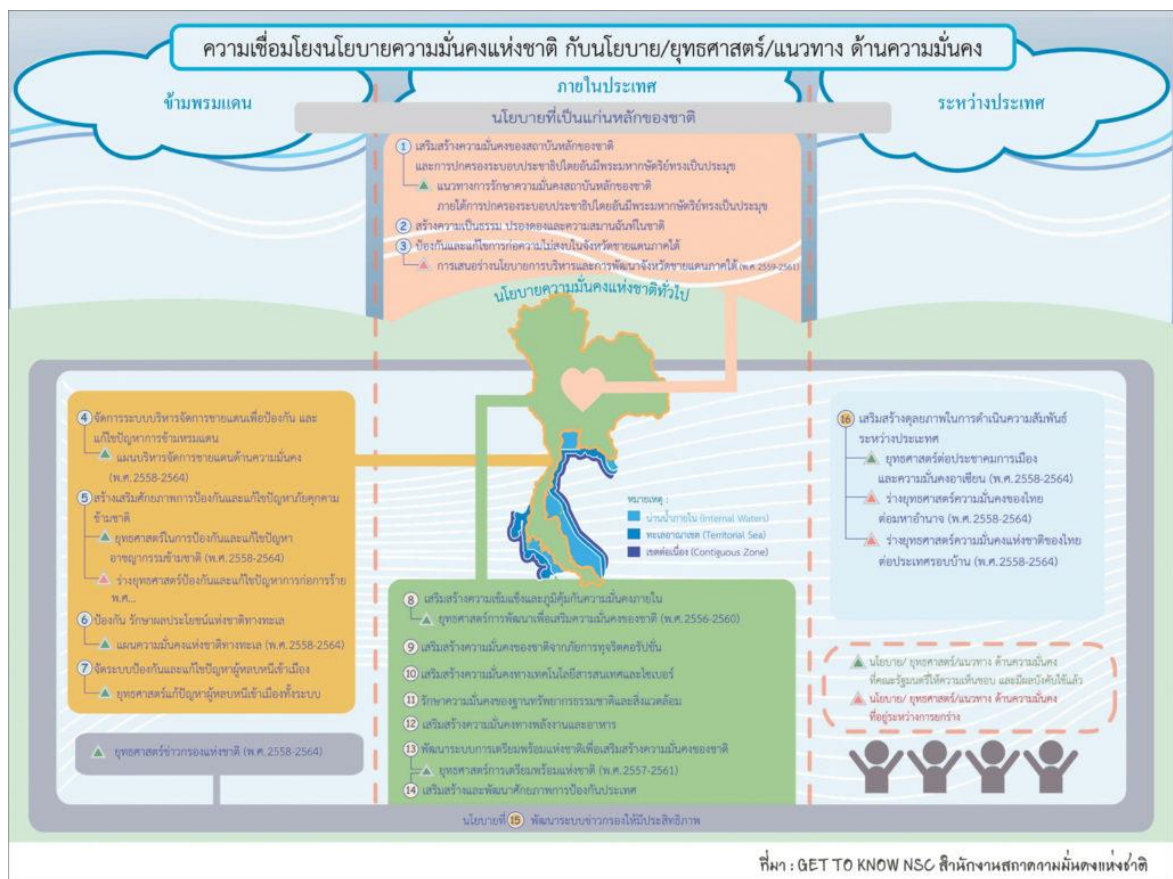 ความเชื่อมโยงนโยบายความมั่นคงแห่งชาติ กับนโยบาย/ยุทธศาสตร์/แนวทาง ด้านความมั่นคง
ข้ามพรมแดน
ภายในประเทศ
ระหว่างประเทศ
นโยบายที่เป็นแก่นหลักของชาติ
1 เสริมสร้างความมั่นคงของสถาบันหลักของชาติ
และการปกครองระบอบประชาธิปไตยอันมีพระมหากษัตริย์ทรงเป็นประมุข
แนวทางการรักษาความมั่นคงสถาบันหลักของชาติ
ภายใต้การปกครองระบอบประชาธิปไตยอันมีพระมหากษัตริย์ทรงเป็นประมุข
2 สร้างความเป็นธรรม ปรองดองและความสมานฉันท์ในชาติ
3 ป้องกันและแก้ไขการก่อความไม่สงบในจังหวัดชายแดนภาคใต้
การเสนอร่างนโยบายการบริหารและการพัฒนาจังหวัดชายแดนภาคใต้ (พ.ศ. 2559-2561)
นโยบายความมั่นคงแห่งชาติทั่วไป
4 จัดการระบบบริหารจัดการชายแดนเพื่อป้องกัน และ
แก้ไขปัญหาการข้ามพรมแดน
แผนบริหารจัดการชายแดนด้านความมั่นคง
(พ.ศ.2558-2564)
5 สร้างเสริมศักยภาพการป้องกันและแก้ไขปัญหาภัยคุกคาม
ข้ามชาติ
ยุทธศาสตร์ในการป้องกันและแก้ไขปัญหา
อาชญากรรมข้ามชาติ (พ.ศ.2558-2564)
ร่างยุทธศาสตร์ป้องกันและแก้ไขปัญหาการก่อการร้าย
พ.ศ...
6 ป้องกัน รักษาผลประโยชน์แห่งชาติทางทะเล
แผนความมั่นคงแห่งชาติทางทะเล (พ.ศ.2558-2564)
7 จัดระบบป้องกันและแก้ไขปัญหาผู้หลบหนีเข้าเมือง
ยุทธศาสตร์แก้ปัญหาผู้หลบหนีเข้าเมืองทั้งระบบ
ยุทธศาสตร์ข่าวกรองแห่งชาติ (พ.ศ.2558-2564)
หมายเหตุ :
น่านน้ำภายใน (Internal Waters)
ทะเลอาณาเขต (Territorial Sea)
เขตต่อเนื่อง (Contiguous Zone)
8 เสริมสร้างความเข้มแข็งและภูมิคุ้มกันความมั่นคงภายใน
ยุทธศาสตร์การพัฒนาเพื่อเสริมความมั่นคงของชาติ (พ.ศ.2556-2560)
9 เสริมสร้างความมั่นคงของชาติจากภัยการทุจริตคอรัปชั่น
10 เสริมสร้างความมั่นคงทางเทคโนโลยีสารสนเทศและไซเบอร์
11 รักษาความมั่นคงของฐานทรัพยากรธรรมชาติและสิ่งแวดล้อม
12 เสริมสร้างความมั่นคงทางพลังงานและอาหาร
13 พัฒนาระบบการเตรียมพร้อมแห่งชาติเพื่อเสริมสร้างความมั่นคงของชาติ
ยุทธศาสตร์การเตรียมพร้อมแห่งชาติ (พ.ศ.2557-2561)
14 เสริมสร้างและพัฒนาศักยภาพการป้องกันประเทศ
16 เสริมสร้างดุลยภาพในการดำเนินความสัมพันธ์
ระหว่างประเทศ
ยุทธศาสตร์ต่อประชาคมการเมือง
และความมั่นคงอาเซียน (พ.ศ.2558-2564)
ร่างยุทธศาสตร์ความมั่นคงของไทย
ต่อมหาอำนาจ (พ.ศ.2558-2564)
ร่างยุทธศาสตร์ความมั่นคงแห่งชาติของไทย
ต่อประเทศรอบบ้าน (พ.ศ.2558-2564)
นโยบาย/ ยุทธศาสตร์/แนวทาง ด้านความมั่นคง
ที่คณะรัฐมนตรีให้ความเห็นชอบ และมีผลบังคับใช้แล้ว
นโยบาย/ ยุทธศาสตร์/แนวทาง ด้านความมั่นคง
ที่อยู่ระหว่างการยกร่าง
นโยบายที่ 15 พัฒนาระบบข่าวกรองให้มีประสิทธิภาพ
ที่มา : GET TO KNOW NSC สำนักงานสภาความมั่นคงแห่งชาติ